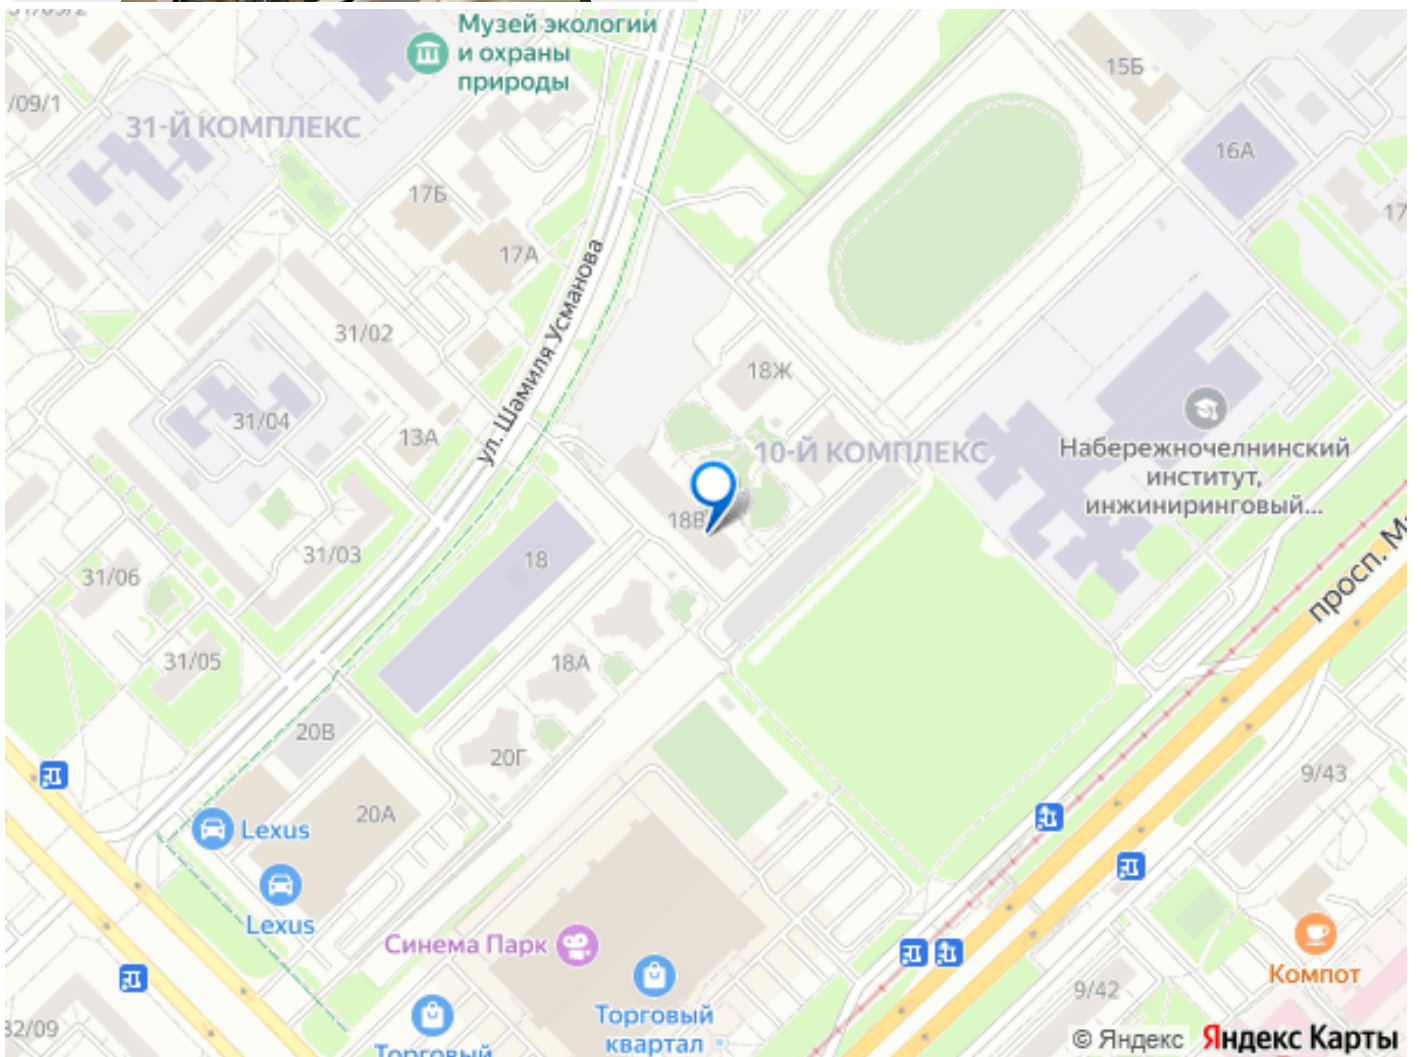 Музей экологии
и охраны
природы
/09/1
31-Й КОМПЛЕКС
15Б
16А
17Б
17
17А
ул. Шамиля Усманова
31/02
18Ж
31/04
13А
10-Й КОМПЛЕКС
Набережночелнинский
институт,
инжиниринговый...
18В
31/03
18
31/06
просп. М
31/05
18А
20В
20Г
9/43
20А
Lexus
Lexus
Синема Парк
Компот
9/42
Торговый
квартал
Торговый
32/09
© Яндекс Яндекс Карты